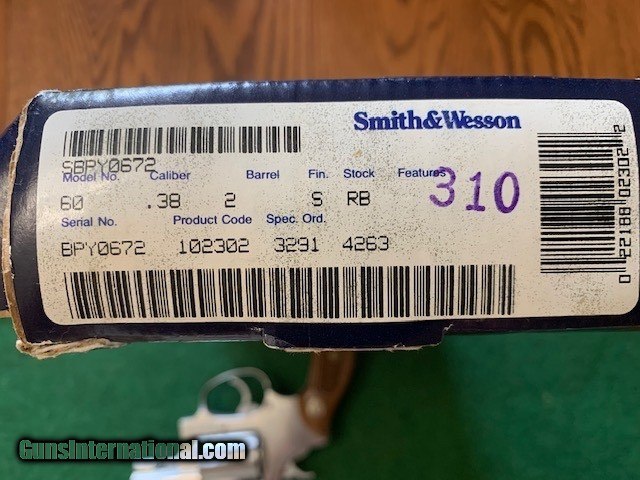 Smith&Wesson
SBPY0672
Model No. Caliber Barrel Fin. Stock Features
60 .38 2 S RB 310
Serial No. Product Code Spec. Ord.
BPY0672 102302 3291 4263
0 22188 02302 2
GunsInternational.com